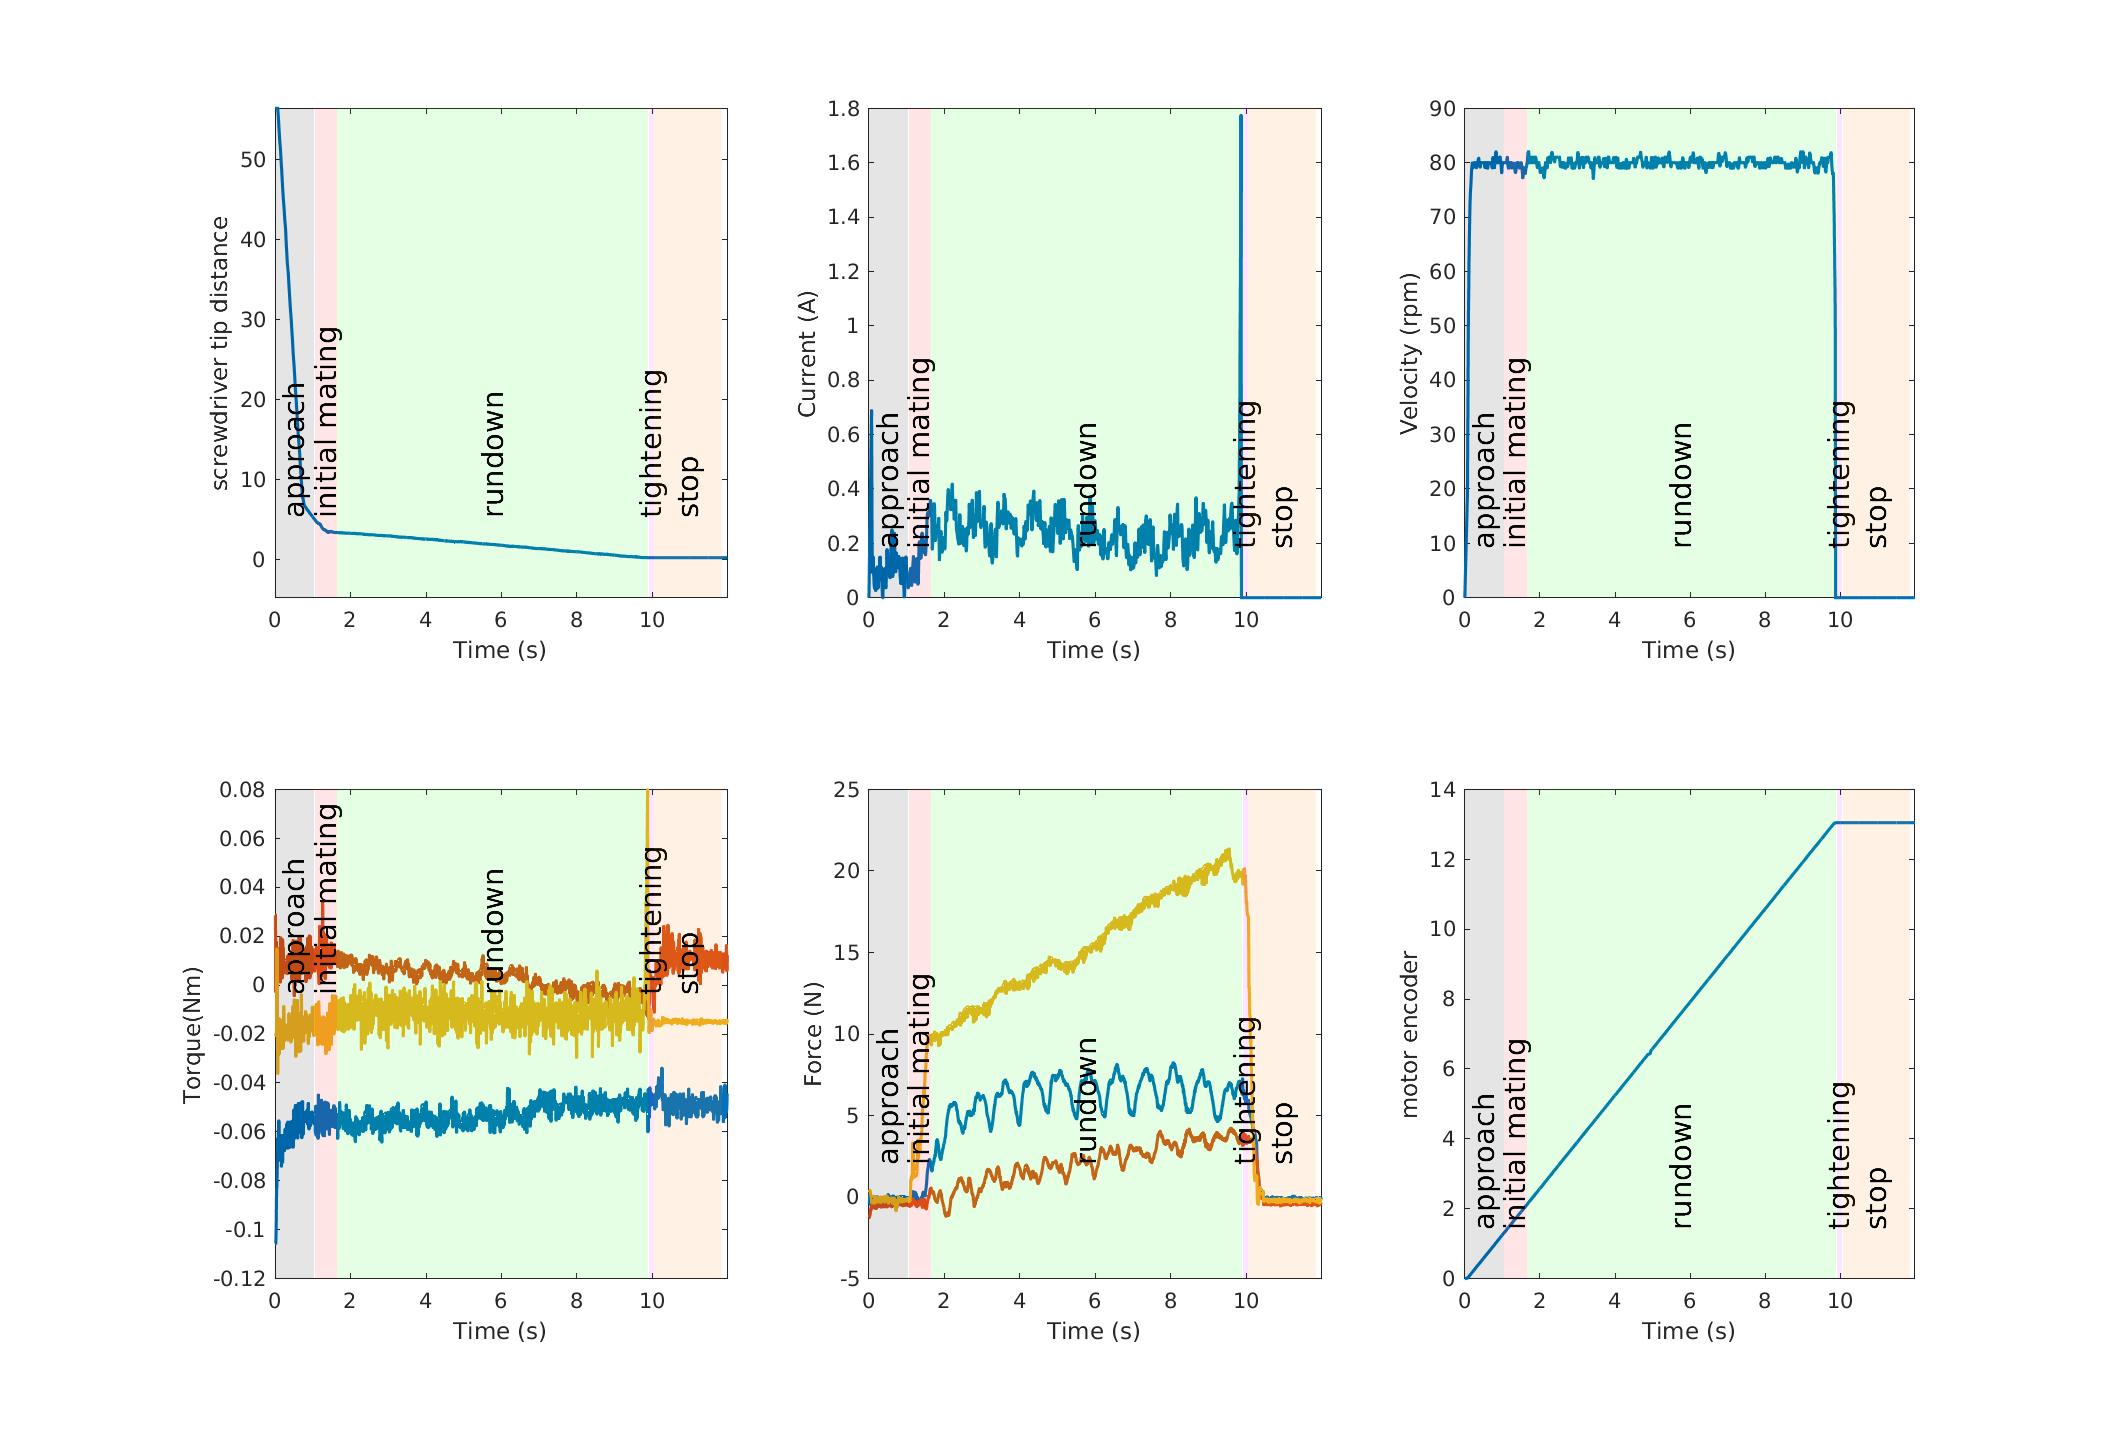 screwdriver tip distance
50
40
30
20
10
0
approach
initial mating
rundown
tightening
stop
0 2 4 6 8 10
Time (s)
Current (A)
1.8
1.6
1.4
1.2
1
0.8
0.6
0.4
0.2
0
approach
initial mating
rundown
tightening
stop
0 2 4 6 8 10
Time (s)
Velocity (rpm)
90
80
70
60
50
40
30
20
10
0
approach
initial mating
rundown
tightening
stop
0 2 4 6 8 10
Time (s)
Torque(Nm)
0.08
0.06
0.04
0.02
0
-0.02
-0.04
-0.06
-0.08
-0.1
-0.12
approach
initial mating
rundown
tightening
stop
0 2 4 6 8 10
Time (s)
Force (N)
25
20
15
10
5
0
-5
approach
initial mating
rundown
tightening
stop
0 2 4 6 8 10
Time (s)
motor encoder
14
12
10
8
6
4
2
0
approach
initial mating
rundown
tightening
stop
0 2 4 6 8 10
Time (s)